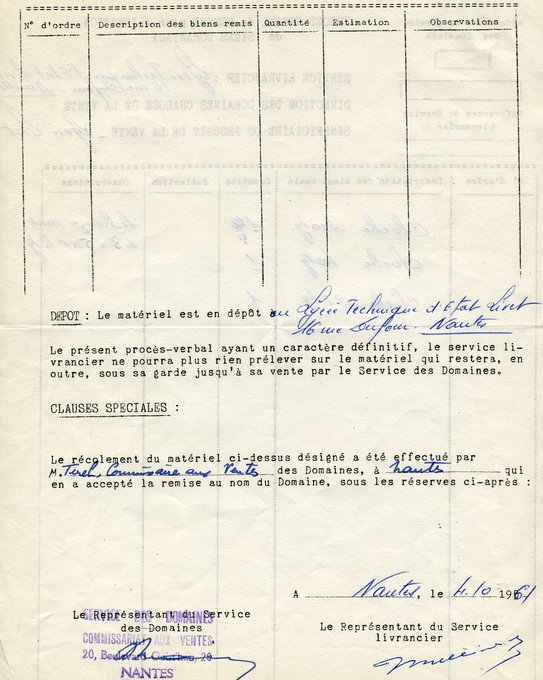 N° d'ordre Description des biens remis Quantité Estimation Observations
DEPOT : Le matériel est en dépôt au Lycée Technique d'Etat Livet
16 rue Dufour. Nantes
Le présent procès-verbal ayant un caractère définitif, le service li-
vrancier ne pourra plus rien prélever sur le matériel qui restera, en
outre, sous sa garde jusqu'à sa vente par le Service des Domaines.
CLAUSES SPECIALES :
Le récolement du matériel ci-dessus désigné a été effectué par
M. Commissaire aux Ventes des Domaines, à Nantes qui
en a accepté la remise au nom du Domaine, sous les réserves ci-après :
A Nantes, le 4.10 1961
Le Représentant du Service
des Domaines
SERVICE DES DOMAINES
COMMISSARIAT AUX VENTES
20, Boulevard 20
NANTES
Le Représentant du Service
livrancier